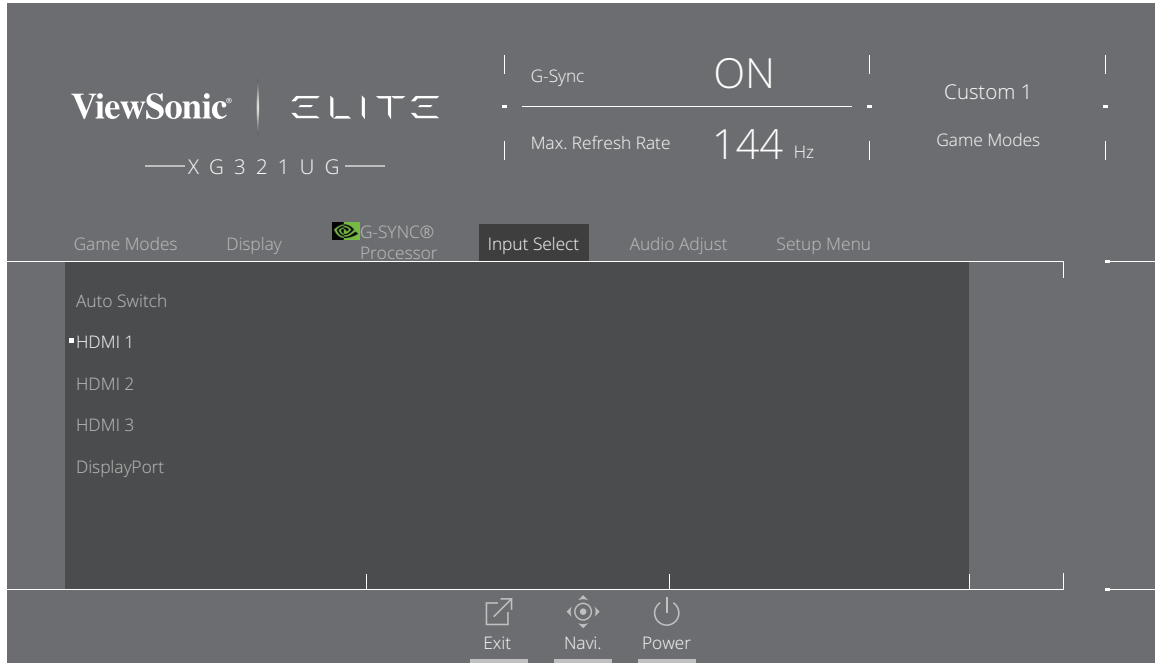 ViewSonic® ELITE
XG321UG
G-Sync ON
Max. Refresh Rate 144 Hz
Custom 1
Game Modes
Game Modes
Display
G-SYNC®
Processor
Input Select
Audio Adjust
Setup Menu
Auto Switch
HDMI 1
HDMI 2
HDMI 3
DisplayPort
Exit
Navi.
Power